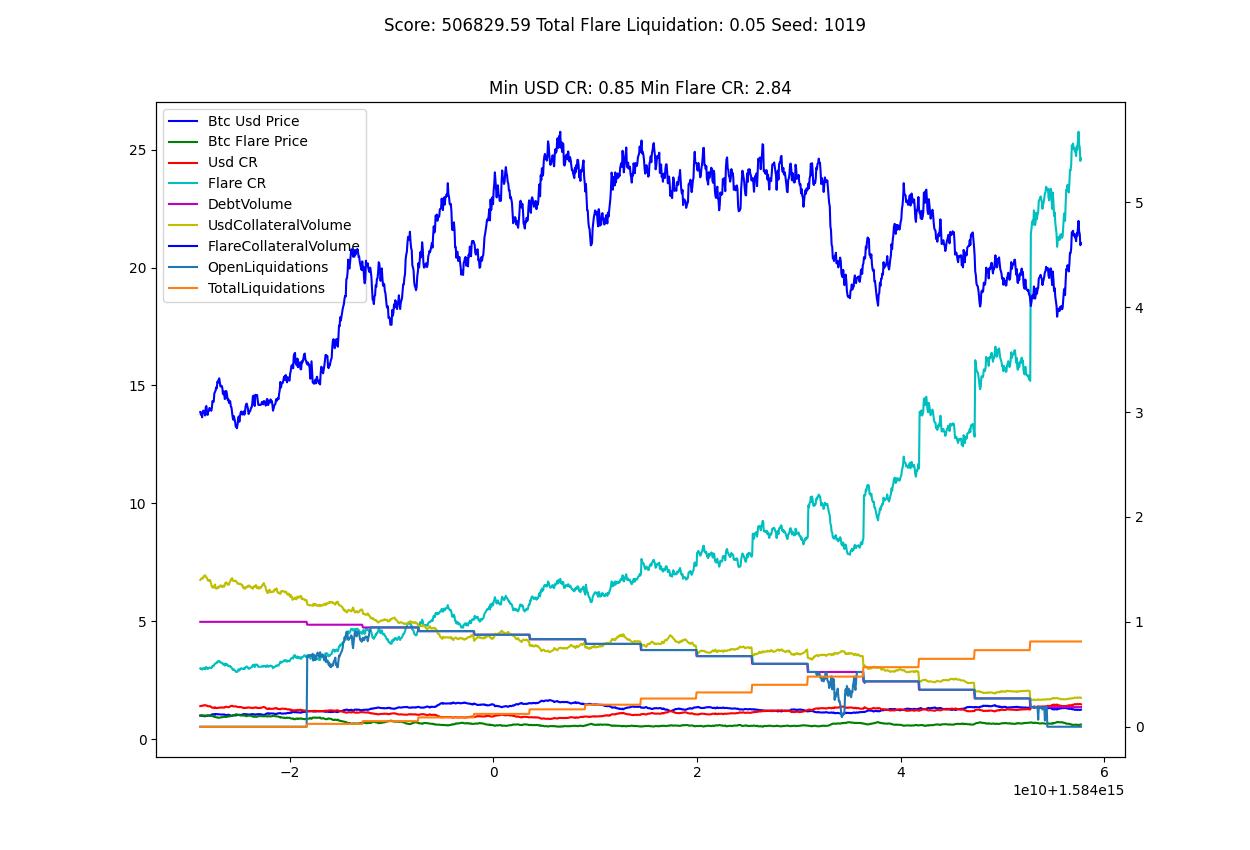 Score: 506829.59 Total Flare Liquidation: 0.05 Seed: 1019
Min USD CR: 0.85 Min Flare CR: 2.84
Btc Usd Price
Btc Flare Price
Usd CR
Flare CR
DebtVolume
UsdCollateralVolume
FlareCollateralVolume
OpenLiquidations
TotalLiquidations
25
20
15
10
5
0
5
4
3
2
1
0
−2 0 2 4 6
1e10+1.584e15